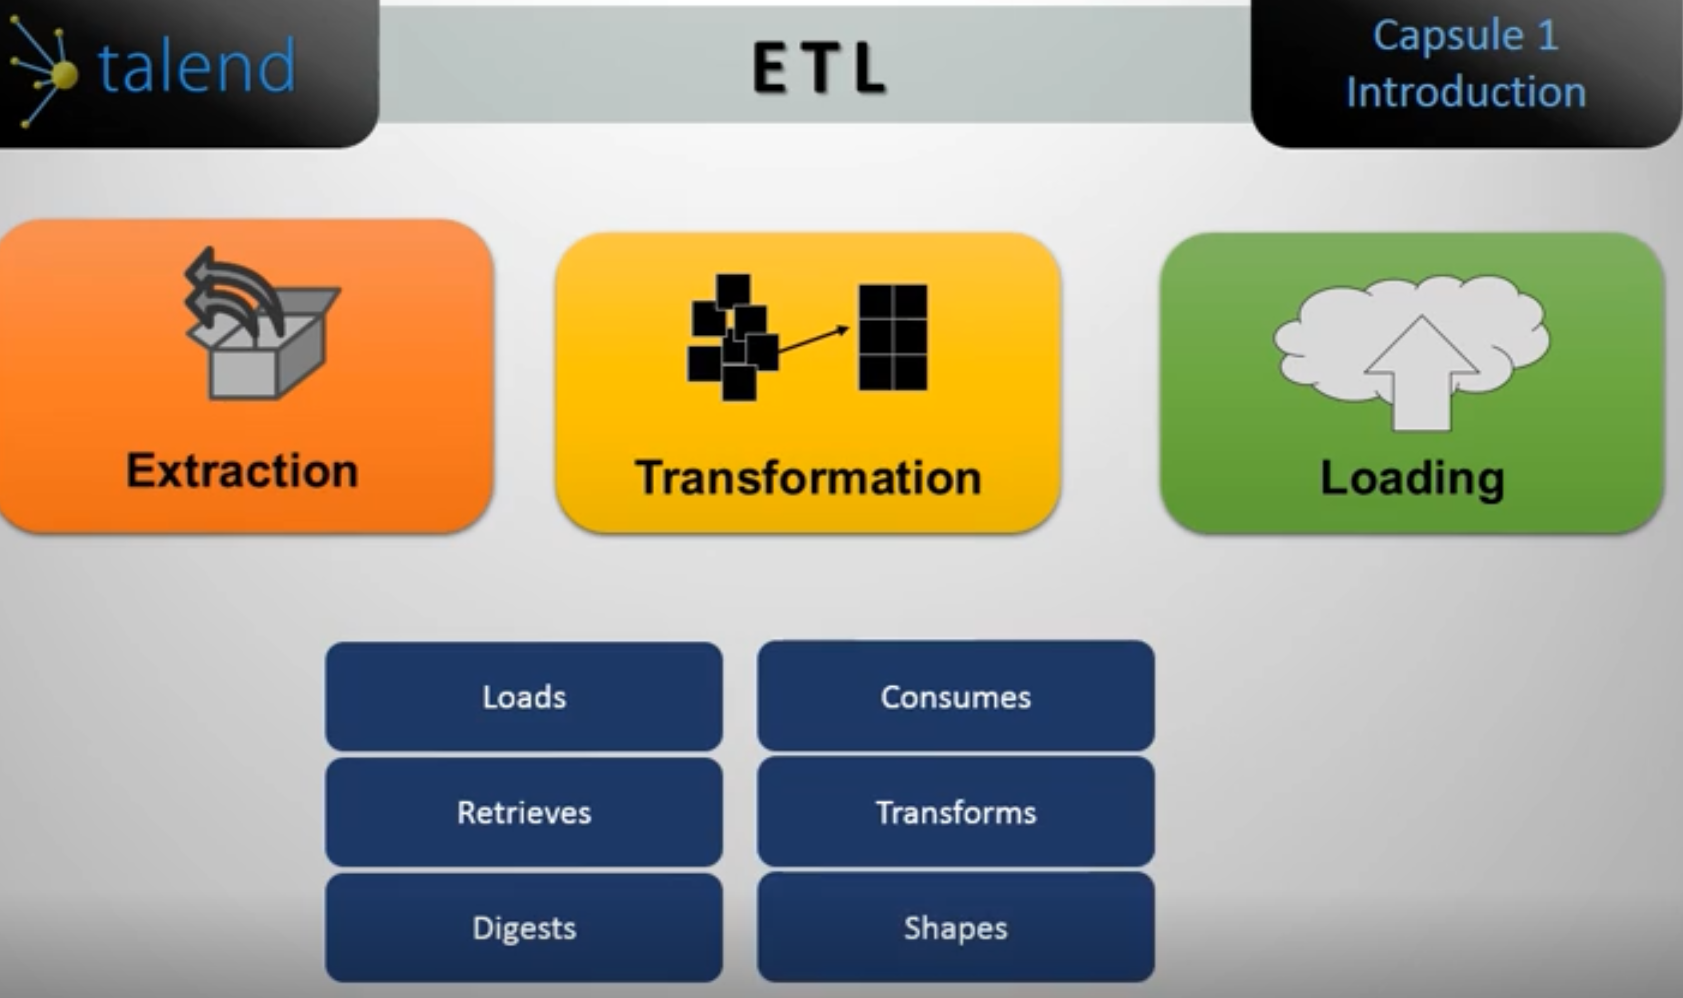 talend
ETL
Capsule 1
Introduction
Extraction
Transformation
Loading
Loads
Consumes
Retrieves
Transforms
Digests
Shapes